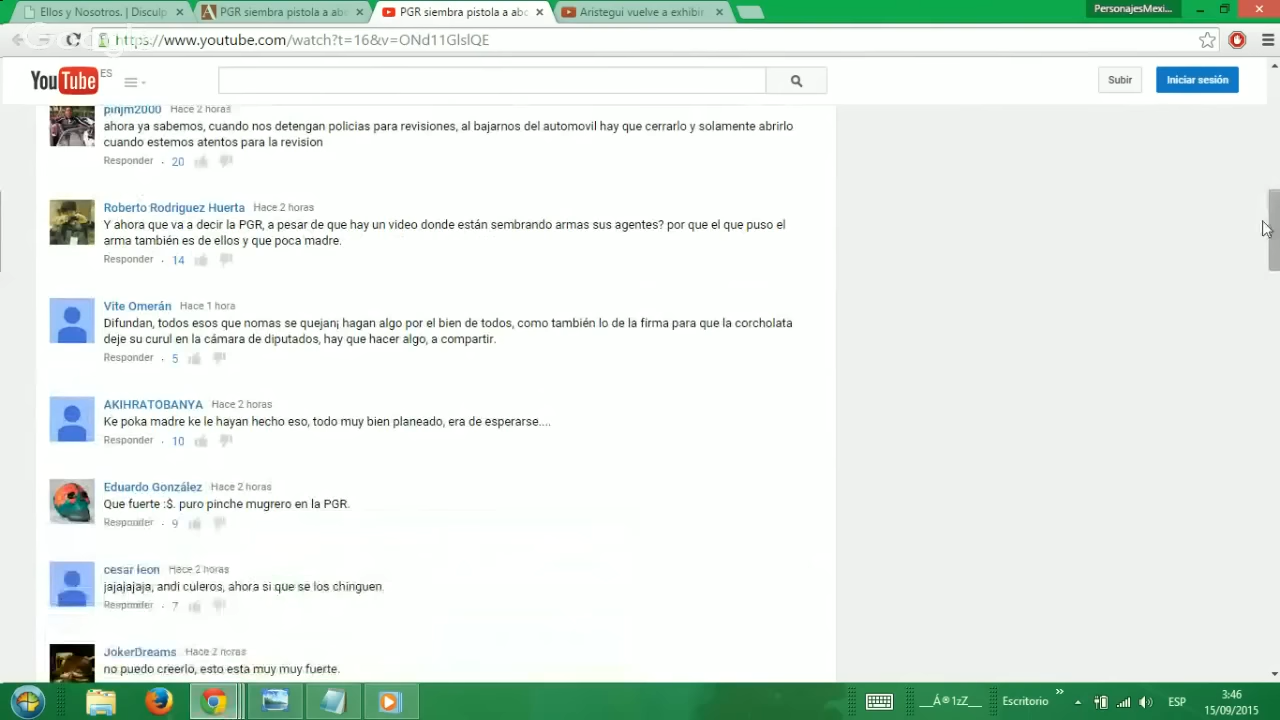 Ellos y Nosotros. | Disculp
PGR siembra pistola a abs
PGR siembra pistola a abo
Aristegui vuelve a exhibir
PersonajesMexi...
https://www.youtube.com/watch?t=16&v=ONd11GlslQE
YouTube ES
Subir
Iniciar sesión
pinjm2000 Hace 2 horas
ahora ya sabemos, cuando nos detengan policias para revisiones, al bajarnos del automovil hay que cerrarlo y solamente abrirlo
cuando estemos atentos para la revision
Responder . 20
Roberto Rodriguez Huerta Hace 2 horas
Y ahora que va a decir la PGR, a pesar de que hay un video donde están sembrando armas sus agentes? por que el que puso el
arma también es de ellos y que poca madre.
Responder . 14
Vite Omerán Hace 1 hora
Difundan, todos esos que nomas se quejan¡ hagan algo por el bien de todos, como también lo de la firma para que la corcholata
deje su curul en la cámara de diputados, hay que hacer algo, a compartir.
Responder . 5
AKIHRATOBANYA Hace 2 horas
Ke poka madre ke le hayan hecho eso, todo muy bien planeado, era de esperarse....
Responder . 10
Eduardo González Hace 2 horas
Que fuerte :$. puro pinche mugrero en la PGR.
Responder . 9
cesar leon Hace 2 horas
jajajajaja, andi culeros, ahora si que se los chinguen
Responder . 7
JokerDreams Hace 2 horas
no puedo creerlo, esto esta muy muy fuerte.
__Á®1zZ__
Escritorio
ESP
3:46
15/09/2015